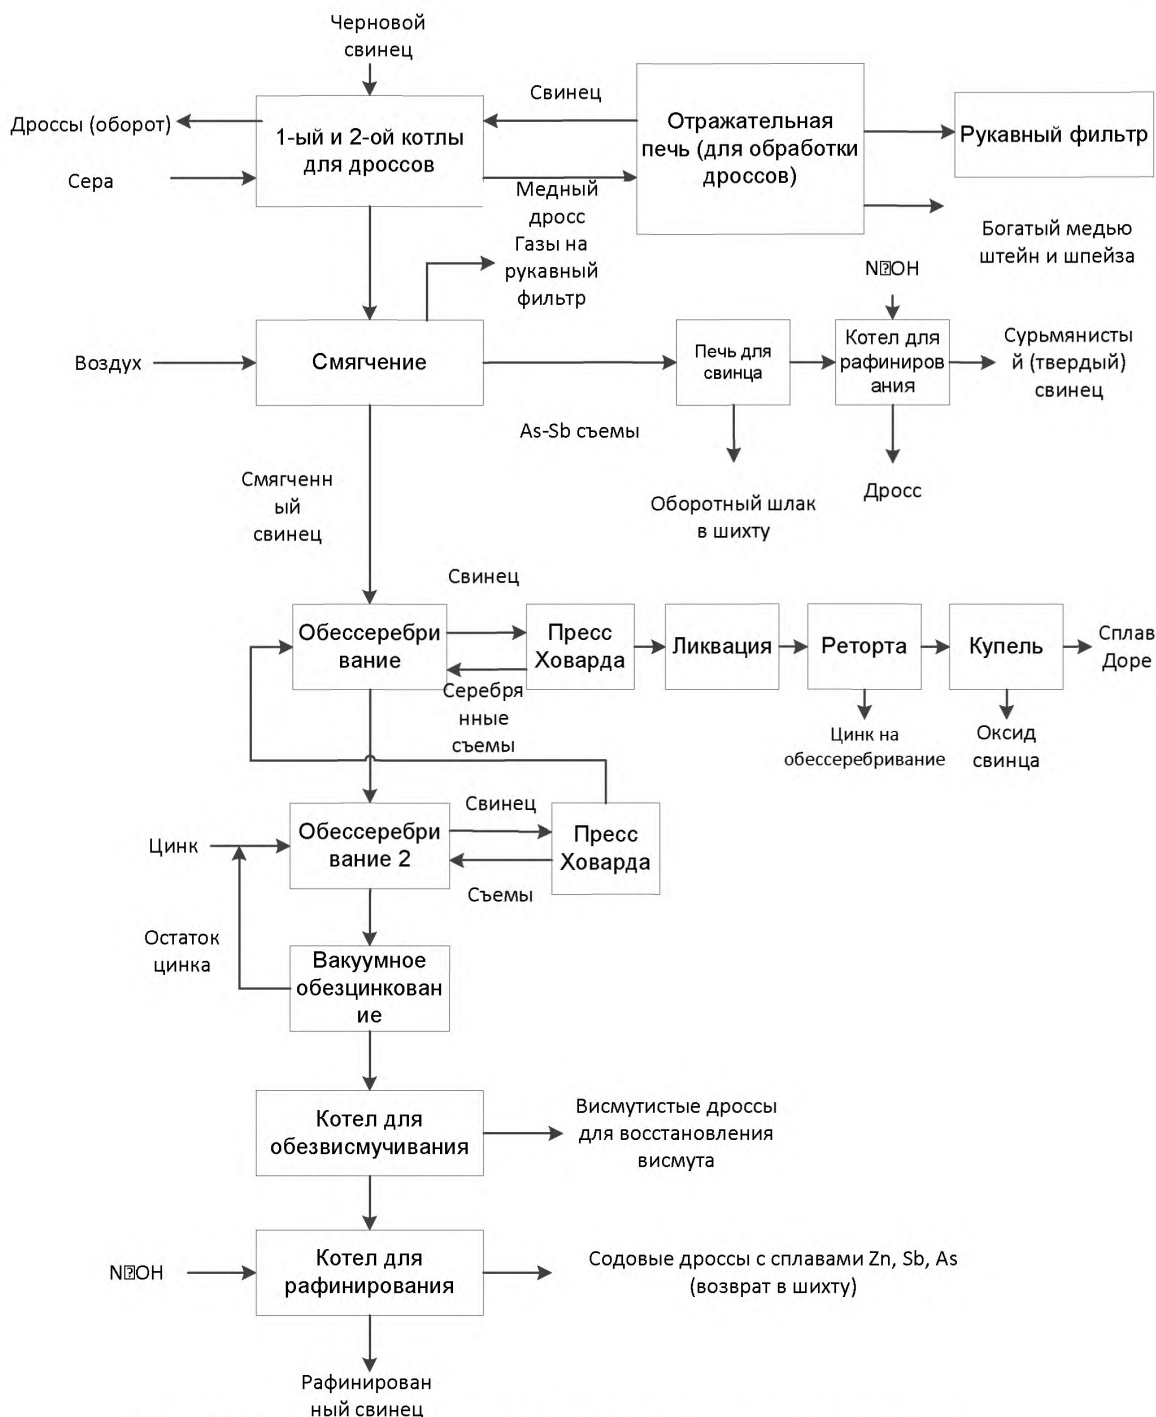 Черновой
свинец
Дроссы (оборот)
Сера
1-ый и 2-ой котлы
для дроссов
Свинец
Медный
дросс
Отражательная
печь (для обработки
дроссов)
Рукавный фильтр
Богатый медью
штейн и шпейза
Газы на
рукавный
фильтр
Воздух
Смягчение
As-Sb съемы
Печь для
свинца
Оборотный шлак
в шихту
N�OH
Котел для
рафиниров
ания
Дросс
Сурьмянисты
й (твердый)
свинец
Смягченн
ый
свинец
Обессеребри
вание
Свинец
Серебря
нные
съемы
Пресс
Ховарда
Ликвация
Реторта
Цинк на
обессеребривание
Купель
Оксид
свинца
Сплав
Доре
Цинк
Обессеребри
вание 2
Свинец
Съемы
Пресс
Ховарда
Остаток
цинка
Вакуумное
обезцинкован
ие
Котел для
обезвисмучивания
Висмутистые дроссы
для восстановления
висмута
N�OH
Котел для
рафинирования
Содовые дроссы с сплавами Zn, Sb, As
(возврат в шихту)
Рафинирован
ный свинец